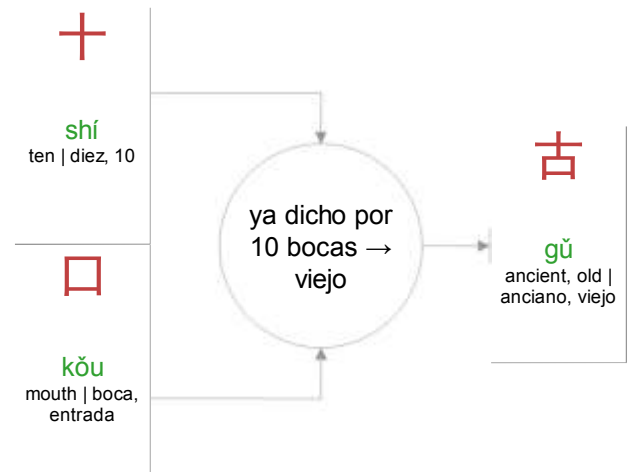 十
shí
ten | diez, 10
口
kǒu
mouth | boca,
entrada
ya dicho por
10 bocas →
viejo
古
gǔ
ancient, old |
anciano, viejo